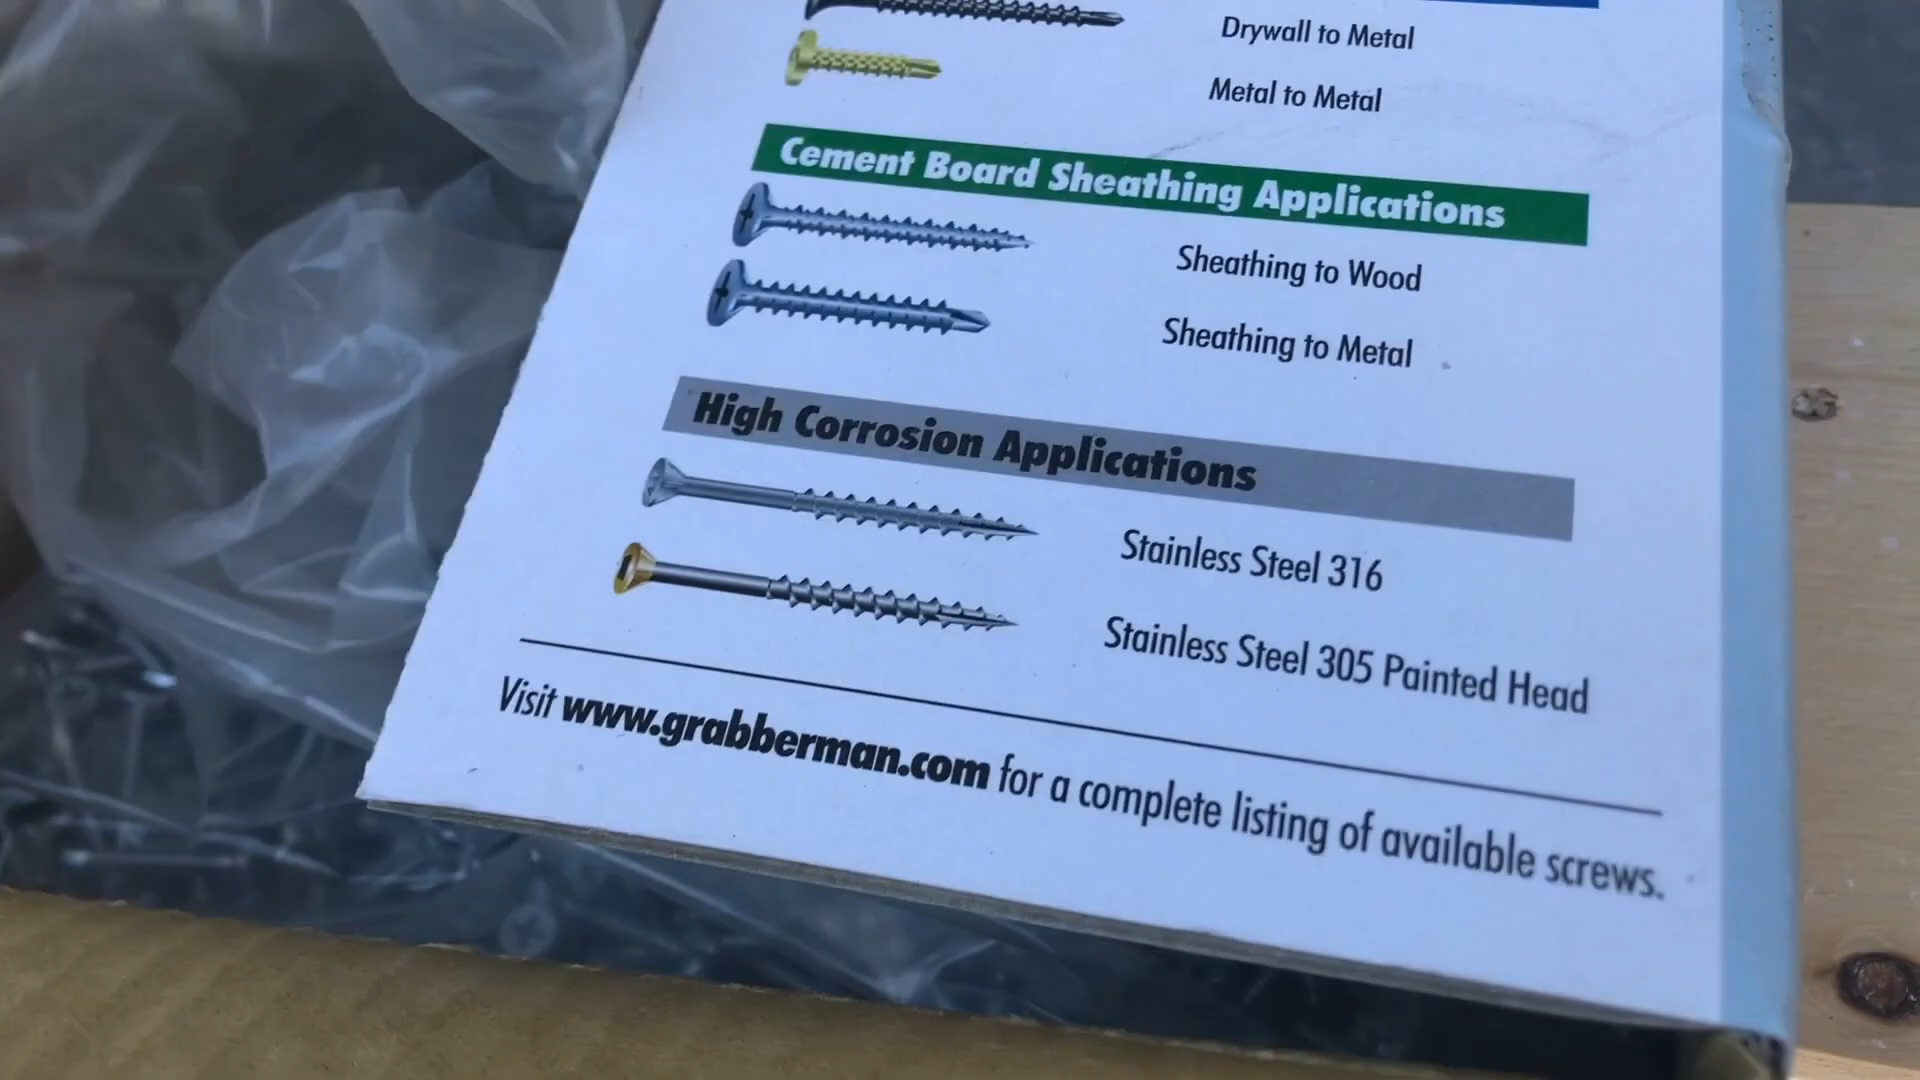 Drywall to Metal
Metal to Metal
Cement Board Sheathing Applications
Sheathing to Wood
Sheathing to Metal
High Corrosion Applications
Stainless Steel 316
Stainless Steel 305 Painted Head
Visit www.grabberman.com for a complete listing of available screws.